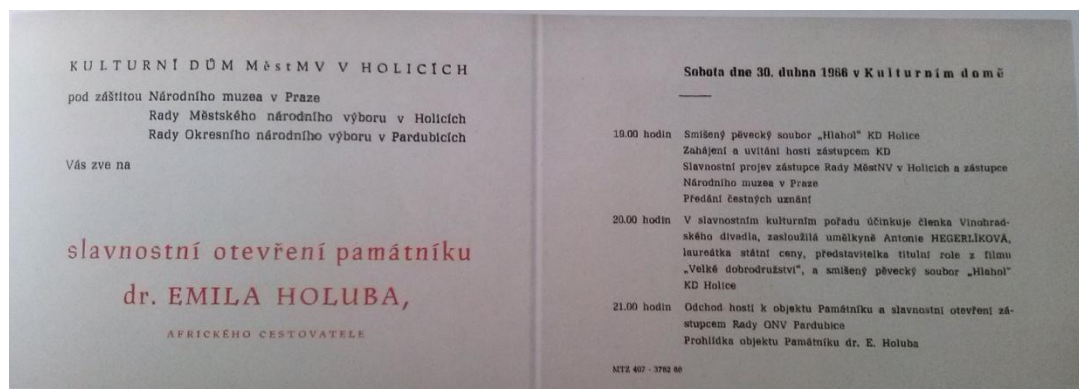 KULTURNÍ DŮM MěstMV V HOLICÍCH
pod záštitou Národního muzea v Praze
Rady Městského národního výboru v Holicích
Rady Okresního národního výboru v Pardubicích
Vás zve na
slavnostní otevření památníku
dr. EMILA HOLUBA,
AFRICKÉHO CESTOVATELE
Sobota dne 30. dubna 1966 v Kulturním domě
19.00 hodin Smíšený pěvecký soubor „Hlahol" KD Holice
Zahájení a uvítání hostí zástupcem KD
Slavnostní projev zástupce Rady MěstNV v Holicích a zástupce
Národního muzea v Praze
Předání čestných uznání
20.00 hodin V slavnostním kulturním pořadu účinkuje členka Vinohrad-
ského divadla, zasloužilá umělkyně Antonie HEGERLÍKOVÁ,
laureátka státní ceny, představitelka titulní role z filmu
„Velké dobrodružství", a smíšený pěvecký soubor „Hlahol"
KD Holice
21.00 hodin Odchod hostí k objektu Památníku a slavnostní otevření zá-
stupcem Rady ONV Pardubice
Prohlídka objektu Památníku dr. E. Holuba
MTZ 407 - 3762 66